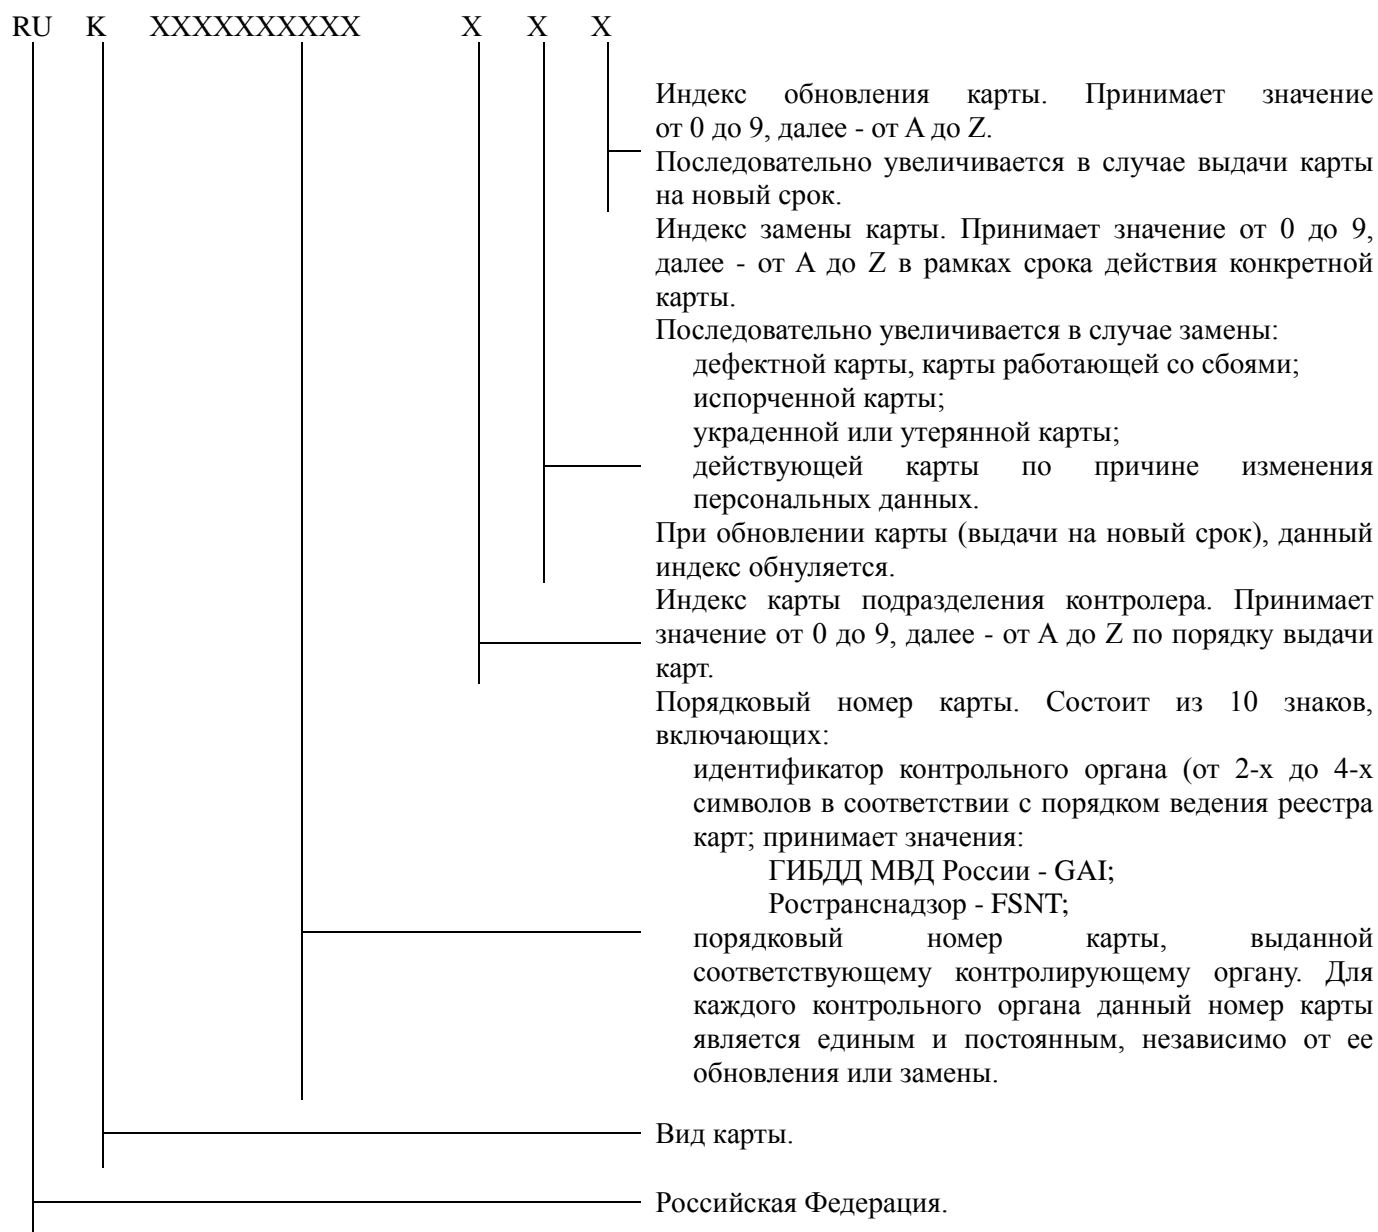 RU K XXXXXXXXXX X X X
Индекс обновления карты. Принимает значение
от 0 до 9, далее - от A до Z.
Последовательно увеличивается в случае выдачи карты
на новый срок.
Индекс замены карты. Принимает значение от 0 до 9,
далее - от A до Z в рамках срока действия конкретной
карты.
Последовательно увеличивается в случае замены:
дефектной карты, карты работающей со сбоями;
испорченной карты;
украденной или утерянной карты;
действующей карты по причине изменения
персональных данных.
При обновлении карты (выдачи на новый срок), данный
индекс обнуляется.
Индекс карты подразделения контролера. Принимает
значение от 0 до 9, далее - от A до Z по порядку выдачи
карт.
Порядковый номер карты. Состоит из 10 знаков,
включающих:
идентификатор контрольного органа (от 2-х до 4-х
символов в соответствии с порядком ведения реестра
карт; принимает значения:
ГИБДД МВД России - GAI;
Ространснадзор - FSNT;
порядковый номер карты, выданной
соответствующему контролирующему органу. Для
каждого контрольного органа данный номер карты
является единым и постоянным, независимо от ее
обновления или замены.
Вид карты.
Российская Федерация.